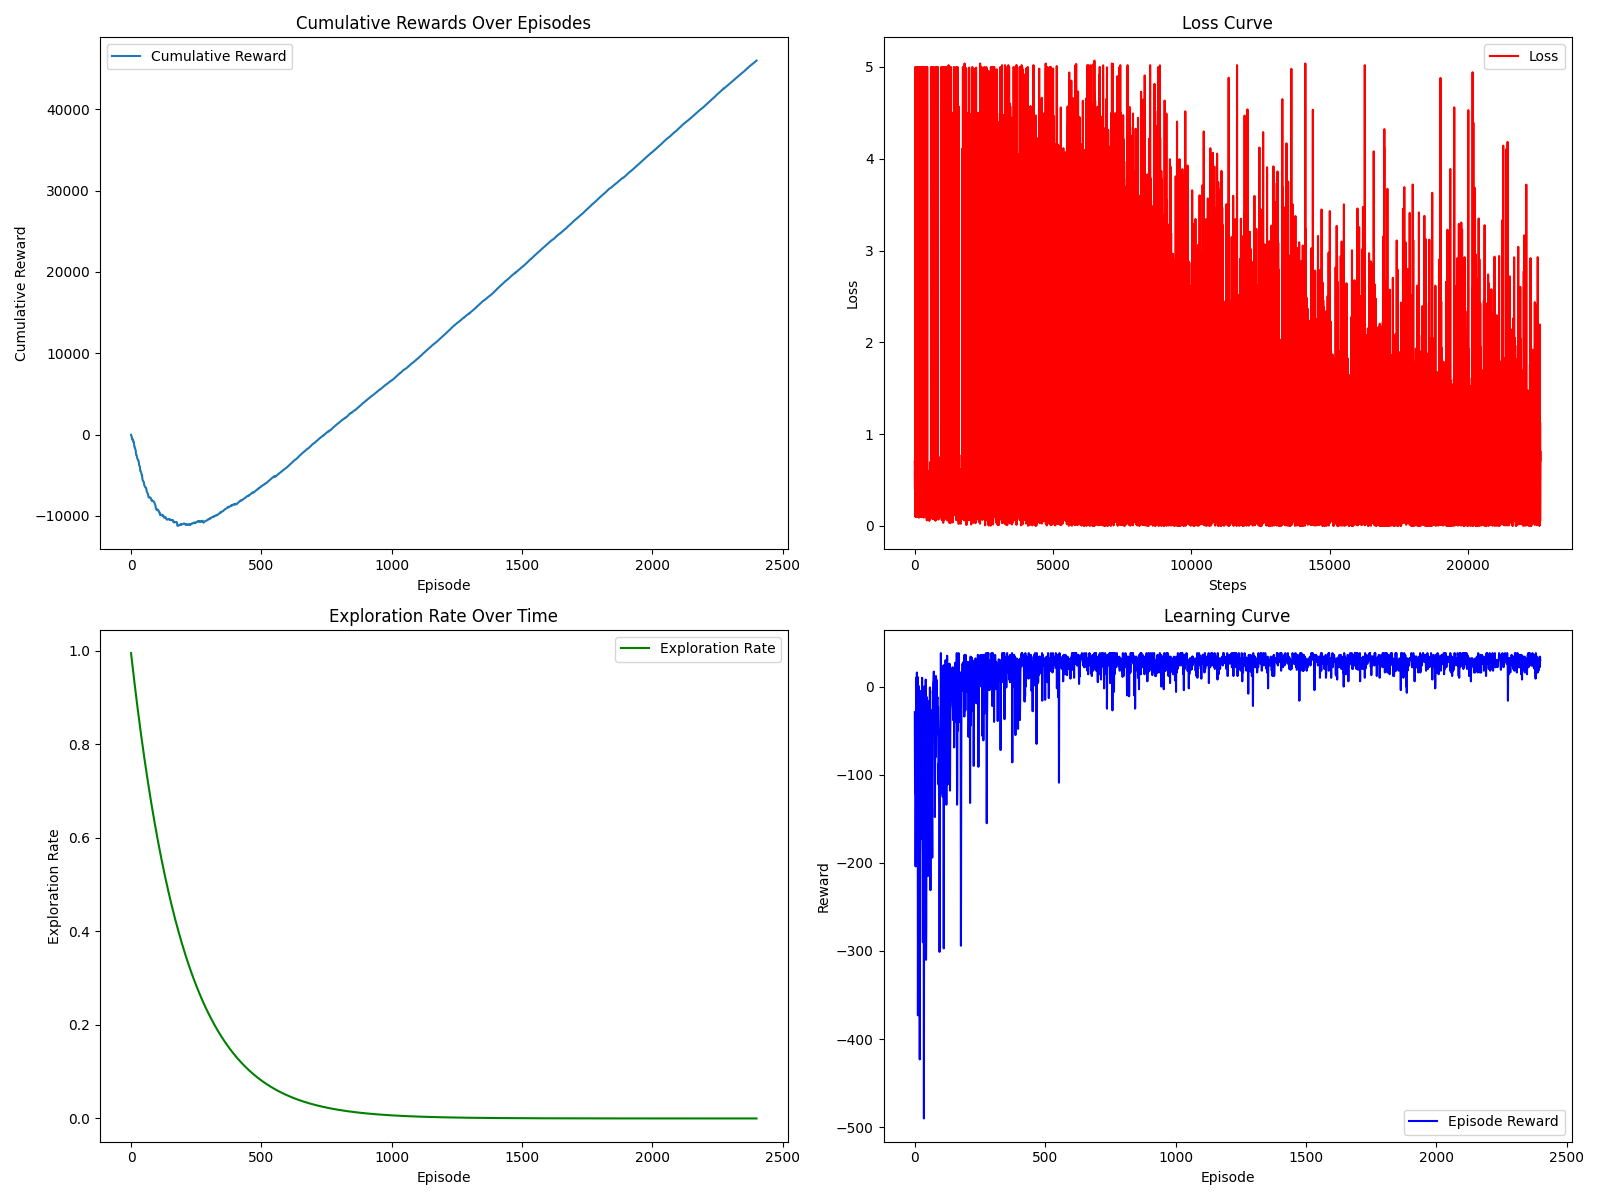 Cumulative Rewards Over Episodes
Cumulative Reward
40000
30000
20000
10000
0
−10000
Cumulative Reward
0
500
1000
1500
2000
2500
Episode
Loss Curve
Loss
5
4
3
2
1
0
Loss
0
5000
10000
15000
20000
Steps
Exploration Rate Over Time
Exploration Rate
1.0
0.8
0.6
0.4
0.2
0.0
Exploration Rate
0
500
1000
1500
2000
2500
Episode
Learning Curve
0
−100
−200
−300
−400
−500
Reward
Episode Reward
0
500
1000
1500
2000
2500
Episode